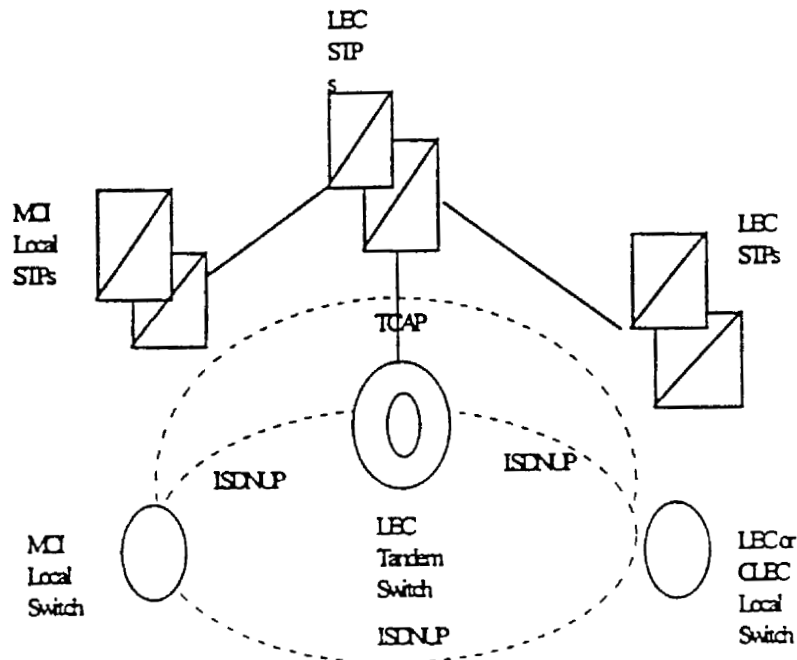 LEC
STP
s
MCI
Local
STPs
LEC
STPs
TCAP
ISDNUP
ISDNUP
MCI
Local
Switch
LEC
Tandem
Switch
LEC or
CLEC
Local
Switch
ISDNUP